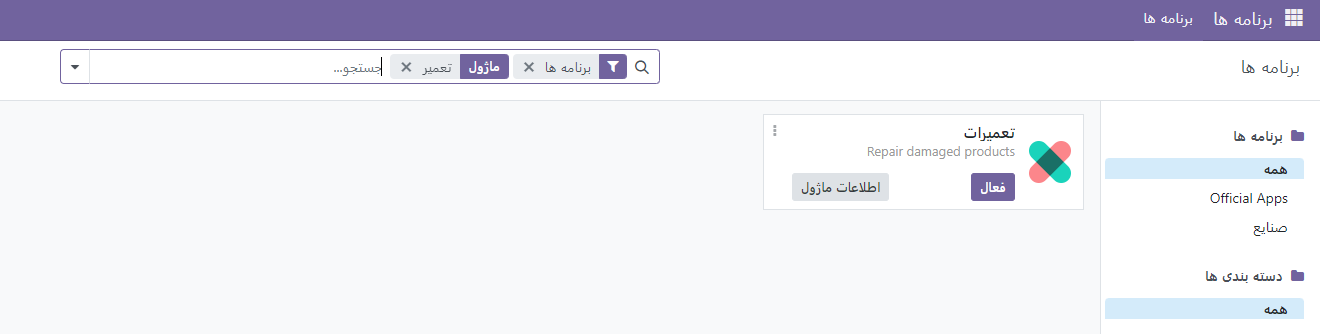 برنامه ها
برنامه ها
برنامه ها
برنامه ها
ماژول
تعمیر
جستجو...
برنامه ها
همه
Official Apps
صنایع
دسته بندی ها
همه
تعمیرات
Repair damaged products
فعال
اطلاعات ماژول